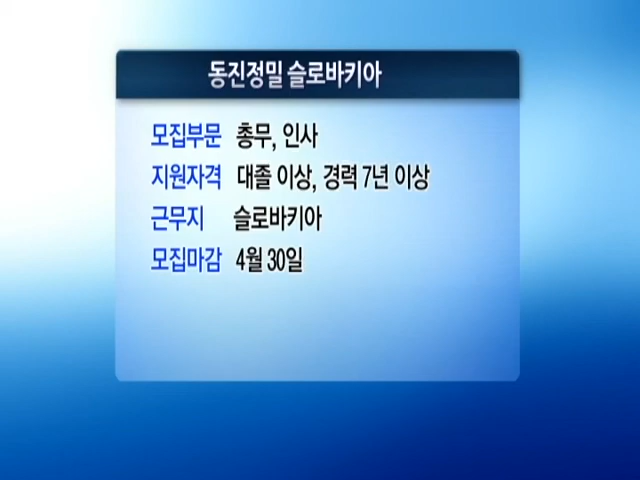 동진정밀 슬로바키아
모집부문 총무, 인사
지원자격 대졸 이상, 경력 7년 이상
근무지 슬로바키아
모집마감 4월 30일